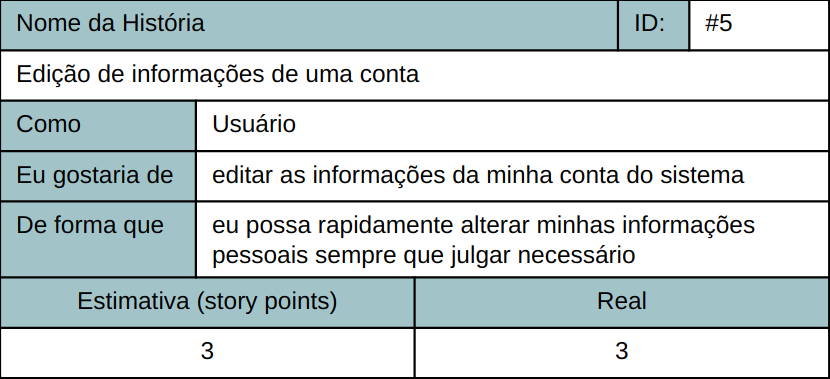 Nome da História ID: #5
Edição de informações de uma conta
Como Usuário
Eu gostaria de editar as informações da minha conta do sistema
De forma que eu possa rapidamente alterar minhas informações
pessoais sempre que julgar necessário
Estimativa (story points) Real
3 3